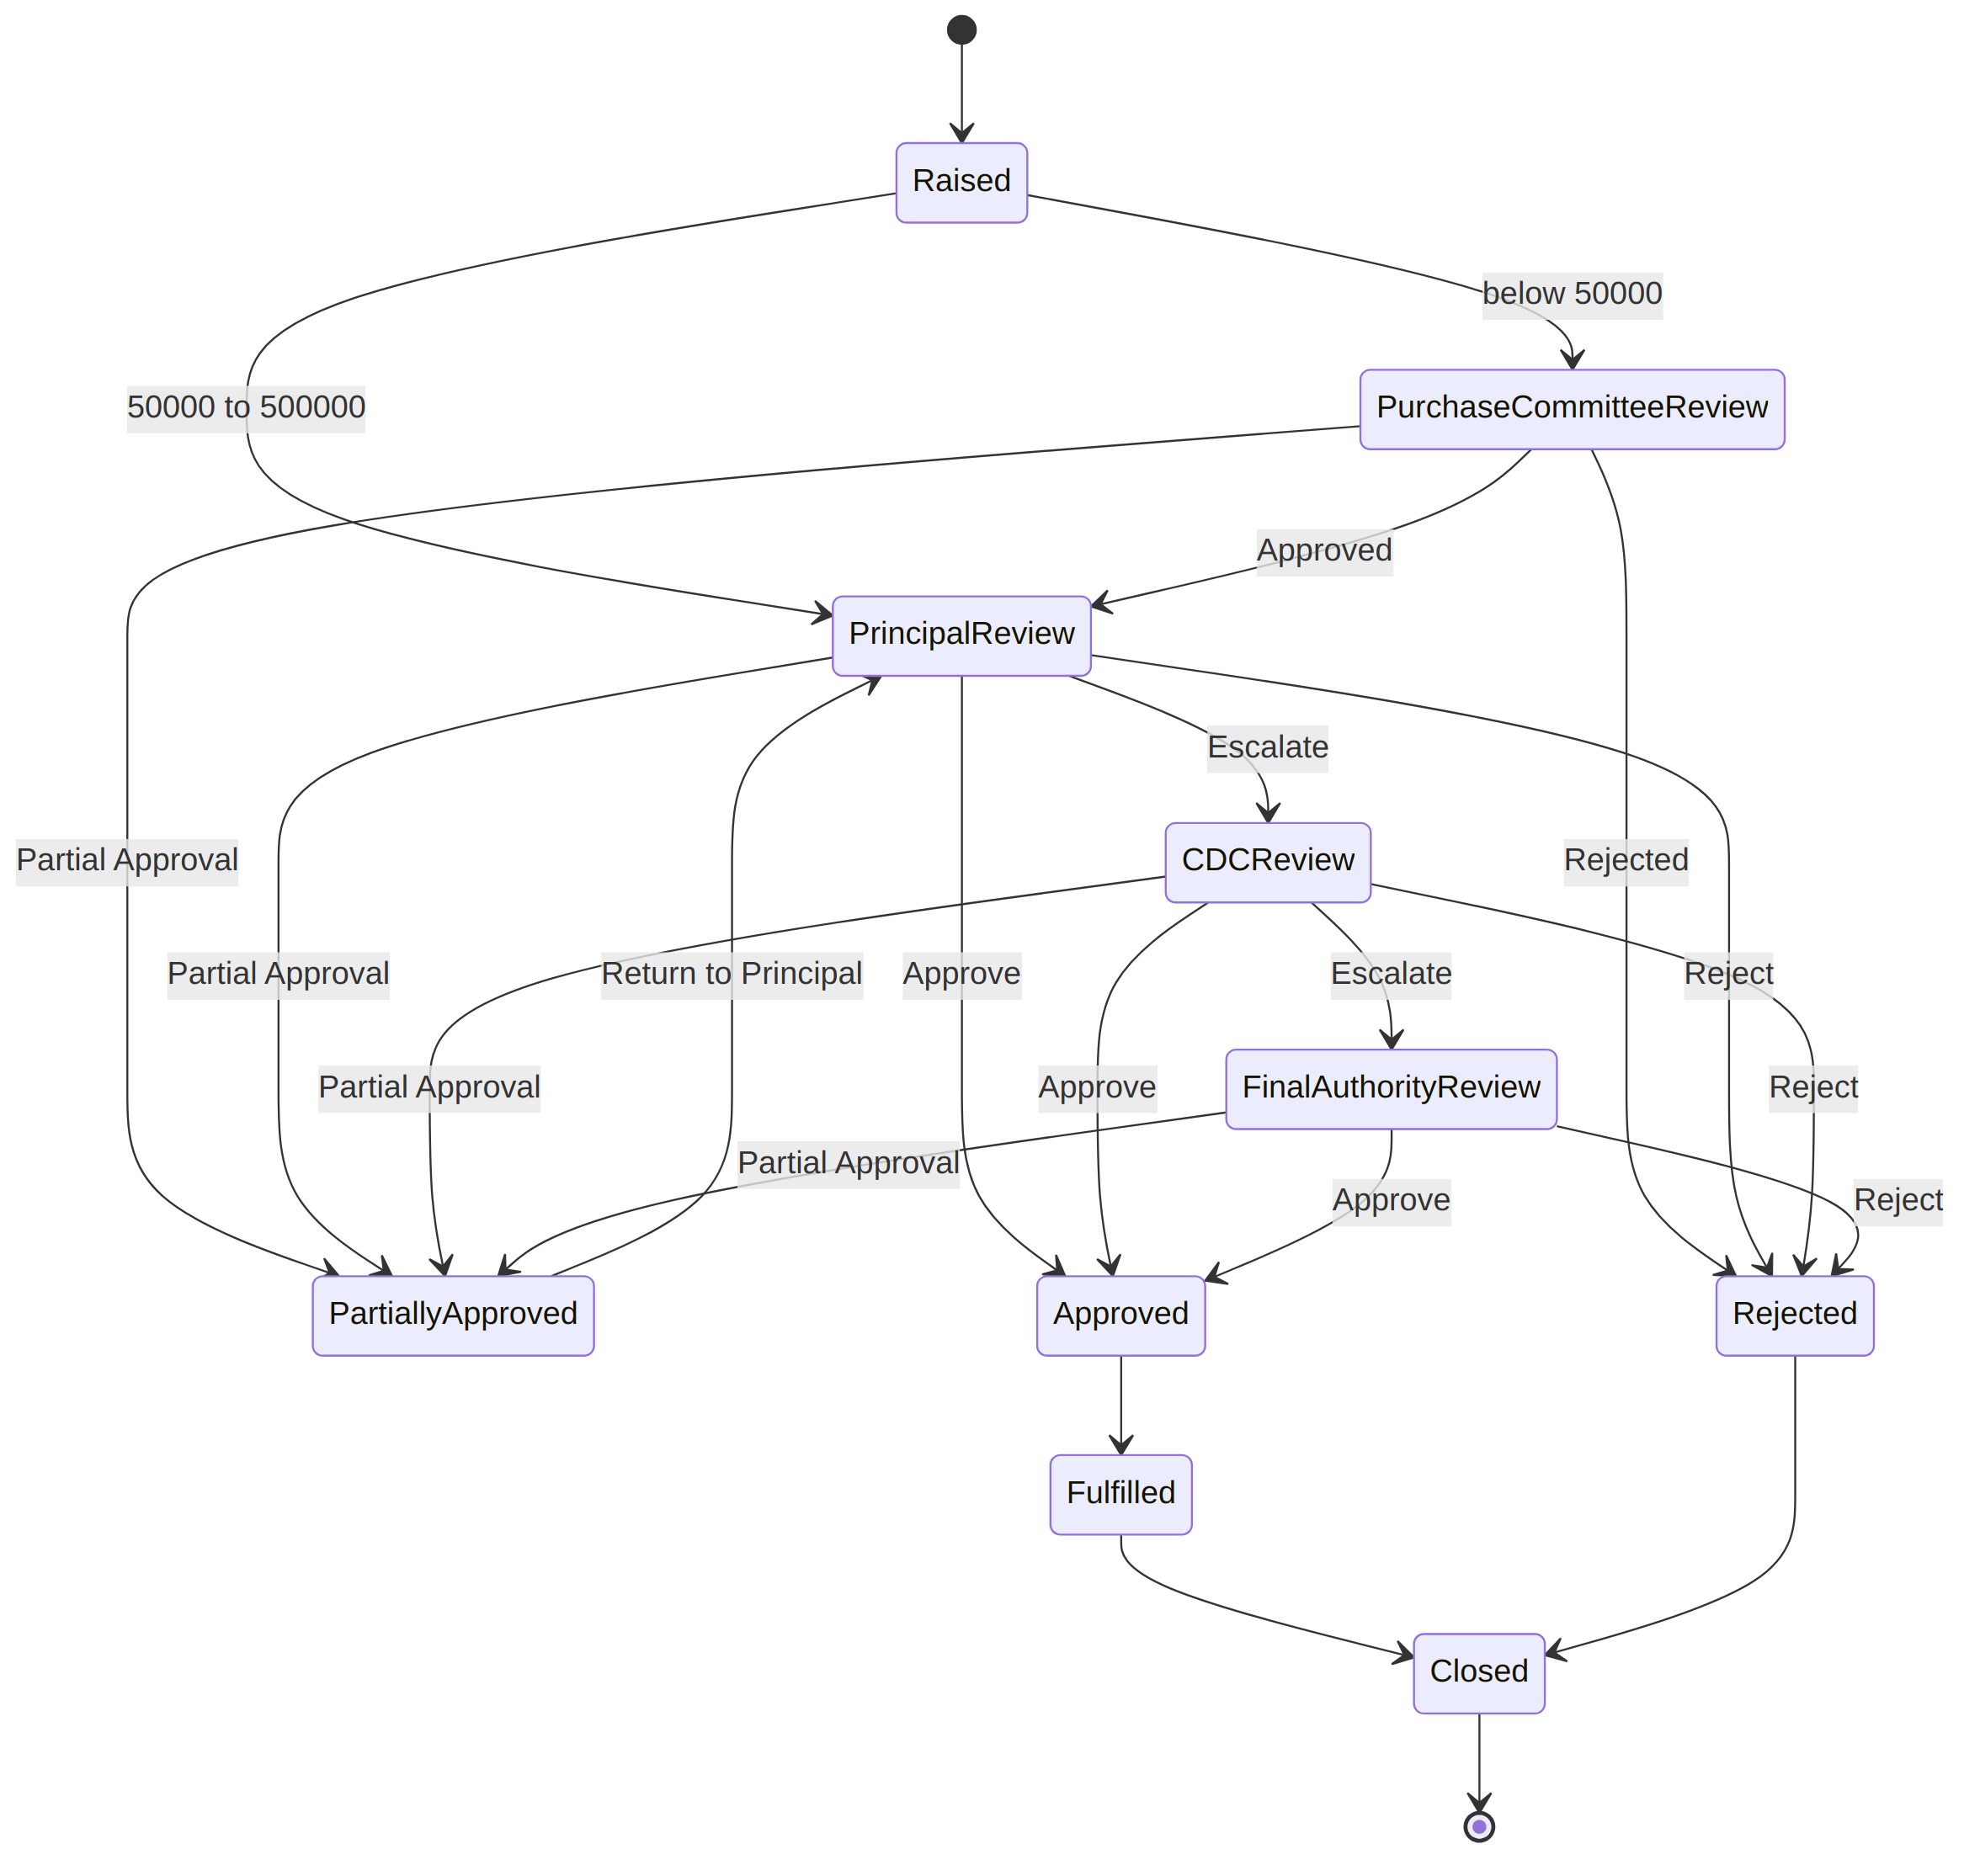 Raised
below 50000
50000 to 500000
PurchaseCommitteeReview
Approved
PrincipalReview
Escalate
Partial Approval
CDCReview
Rejected
Partial Approval
Return to Principal
Approve
Escalate
Reject
Partial Approval
Approve
FinalAuthorityReview
Reject
Partial Approval
Approve
Reject
PartiallyApproved
Approved
Rejected
Fulfilled
Closed